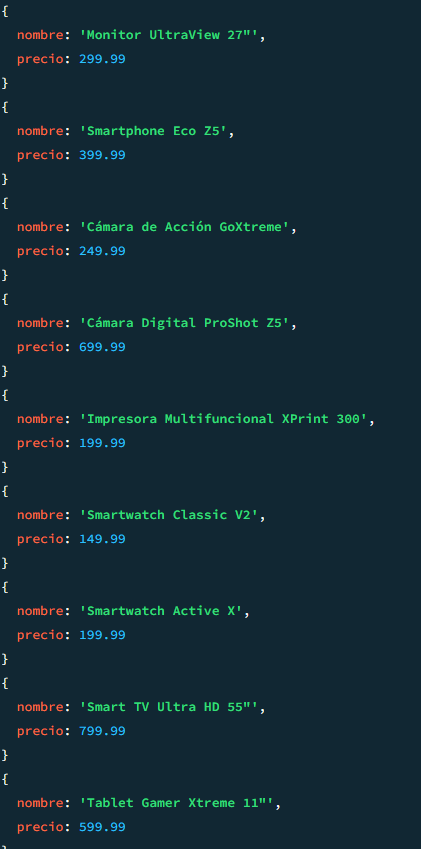 {
nombre: 'Monitor UltraView 27"',
precio: 299.99
}
{
nombre: 'Smartphone Eco Z5',
precio: 399.99
}
{
nombre: 'Cámara de Acción GoXtreme',
precio: 249.99
}
{
nombre: 'Cámara Digital ProShot Z5',
precio: 699.99
}
{
nombre: 'Impresora Multifuncional XPrint 300',
precio: 199.99
}
{
nombre: 'Smartwatch Classic V2',
precio: 149.99
}
{
nombre: 'Smartwatch Active X',
precio: 199.99
}
{
nombre: 'Smart TV Ultra HD 55"',
precio: 799.99
}
{
nombre: 'Tablet Gamer Xtreme 11"',
precio: 599.99
}